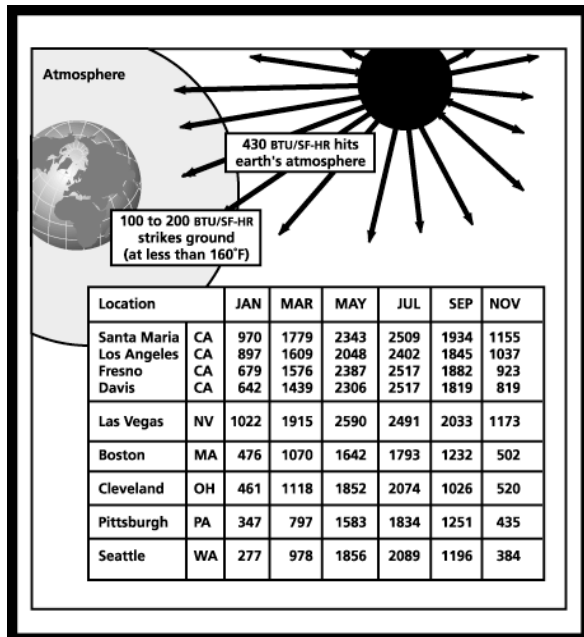 Atmosphere
430 BTU/SF-HR hits
earth's atmosphere
100 to 200 BTU/SF-HR
strikes ground
(at less than 160˚F)
Location JAN MAR MAY JUL SEP NOV
Santa Maria CA 970 1779 2343 2509 1934 1155
Los Angeles CA 897 1609 2048 2402 1845 1037
Fresno CA 679 1576 2387 2517 1882 923
Davis CA 642 1439 2306 2517 1819 819
Las Vegas NV 1022 1915 2590 2491 2033 1173
Boston MA 476 1070 1642 1793 1232 502
Cleveland OH 461 1118 1852 2074 1026 520
Pittsburgh PA 347 797 1583 1834 1251 435
Seattle WA 277 978 1856 2089 1196 384